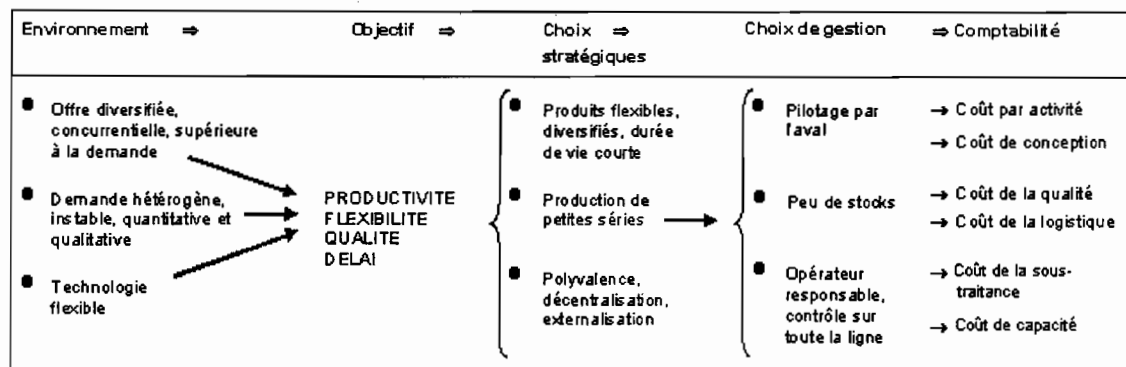 Environnement ⇒ Objectif ⇒ Choix ⇒ Choix de gestion ⇒ Comptabilité
stratégiques
● Offre diversifiée,
concurrentielle, supérieure
à la demande
● Demande hétérogène,
instable, quantitative et
qualitative
● Technologie
flexible
PRODUCTIVITE
FLEXIBILITE
QUALITE
DELAI
● Produits flexibles,
diversifiés, durée
de vie courte
● Production de
petites séries
● Polyvalence,
décentralisation,
externalisation
● Pilotage par
l'aval
● Peu de stocks
● Opérateur
responsable,
contrôle sur
toute la ligne
→ Coût par activité
→ Coût de conception
→ Coût de la qualité
→ Coût de la logistique
→ Coût de la sous-
traitance
→ Coût de capacité